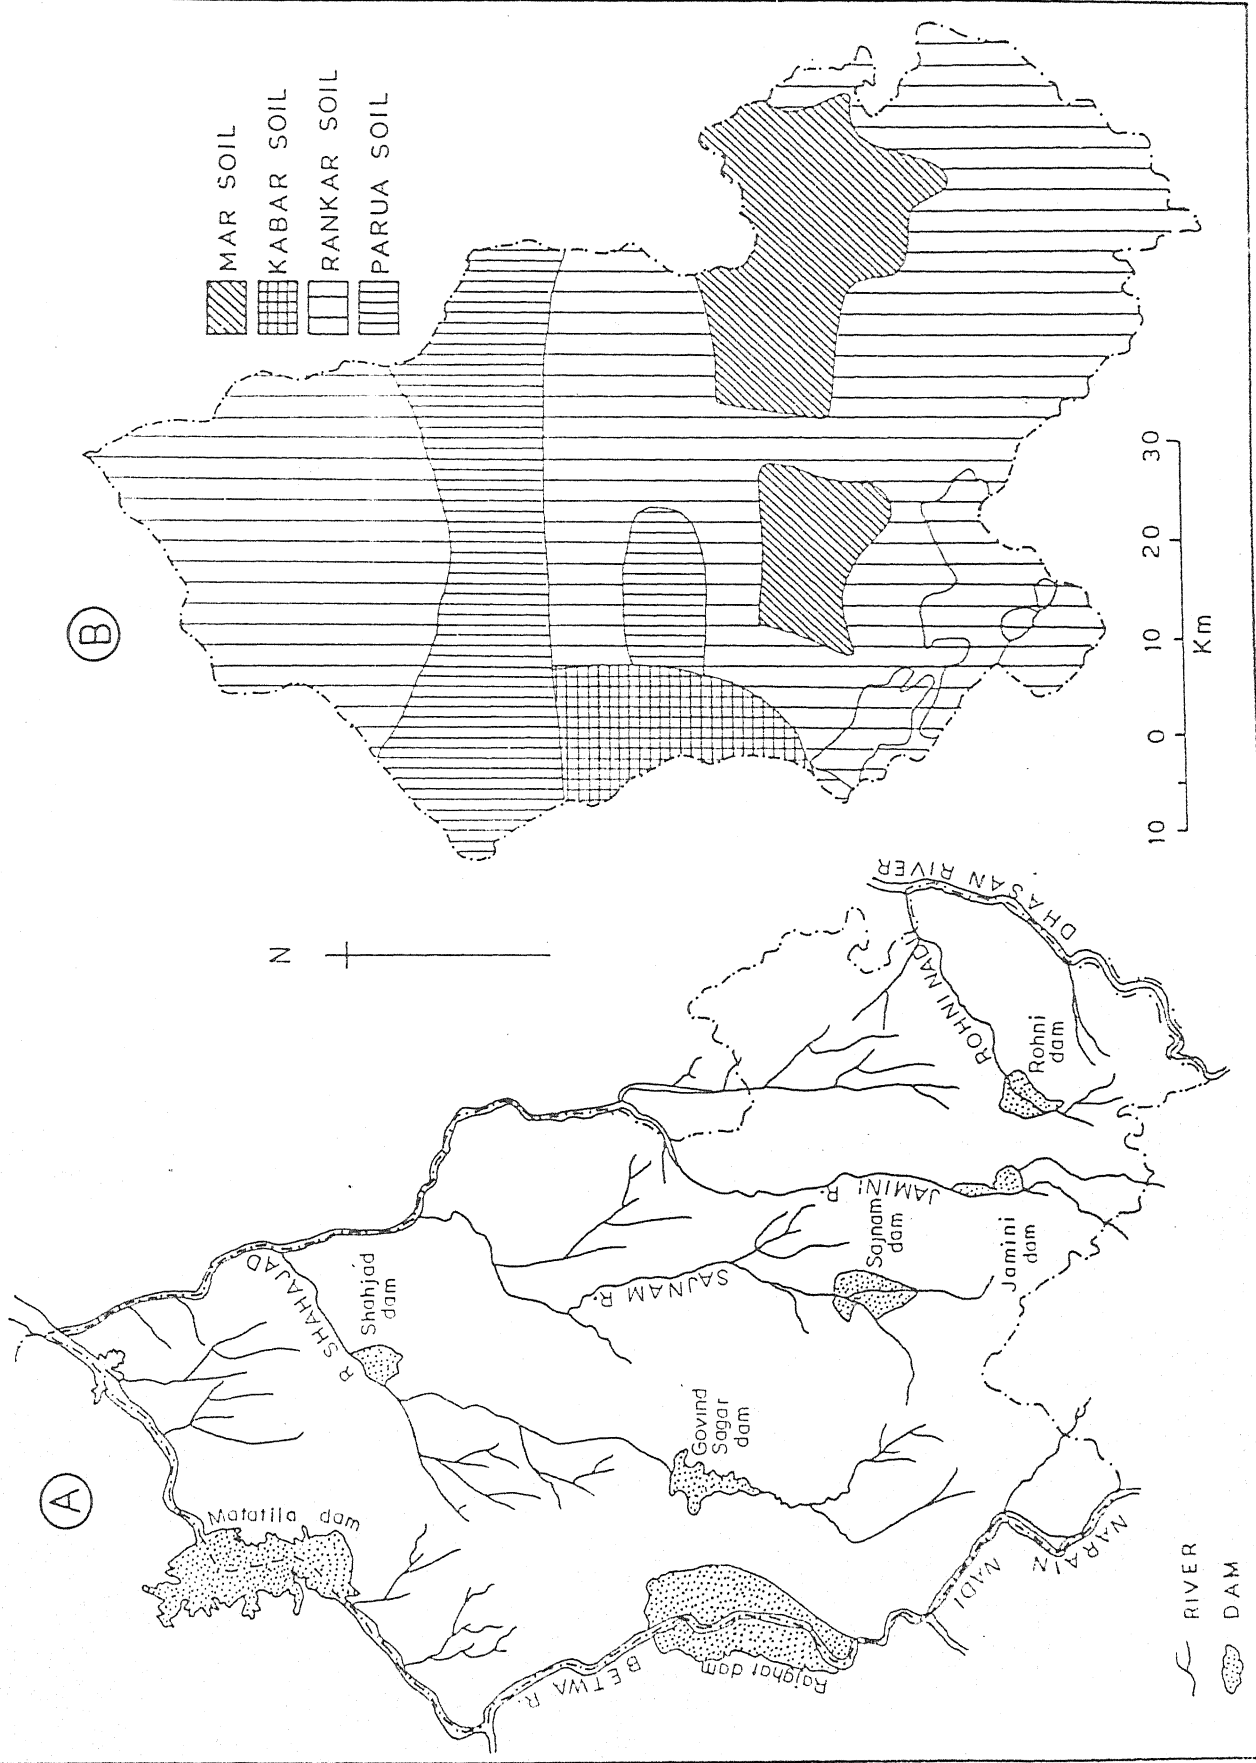 A
Matatila dam
R SHAHAJAD
Shahjad
dam
BETWA R.
Rajghat dam
Govind
Sagar
dam
SAJNAM R.
Sajnam
dam
JAMINI R.
Jamini
dam
ROHNI NADI
Rohni
dam
DHASAN RIVER
NARAIN NADI
RIVER
DAM
N
B
MAR SOIL
KABAR SOIL
RANKAR SOIL
PARUA SOIL
10 0 10 20 30
Km